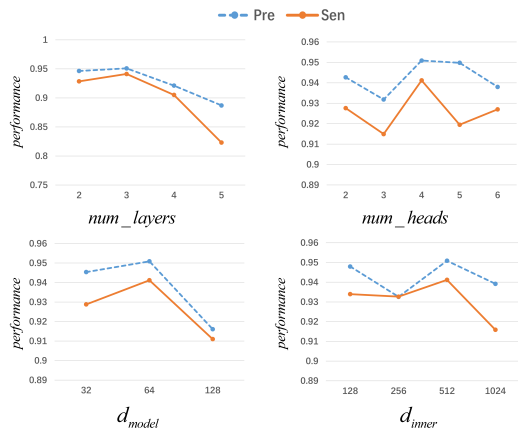 Pre Sen
1
0.95
0.9
0.85
0.8
0.75
performance
2 3 4 5
num_layers
0.96
0.95
0.94
0.93
0.92
0.91
0.9
0.89
performance
2 3 4 5 6
num_heads
0.96
0.95
0.94
0.93
0.92
0.91
0.9
0.89
performance
32 64 128
d_model
0.96
0.95
0.94
0.93
0.92
0.91
0.9
0.89
performance
128 256 512 1024
d_inner